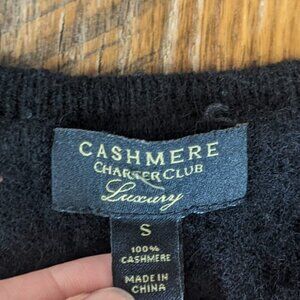 CASHMERE
CHARTER CLUB
Luxury
S
100%
CASHMERE
MADE IN
CHINA